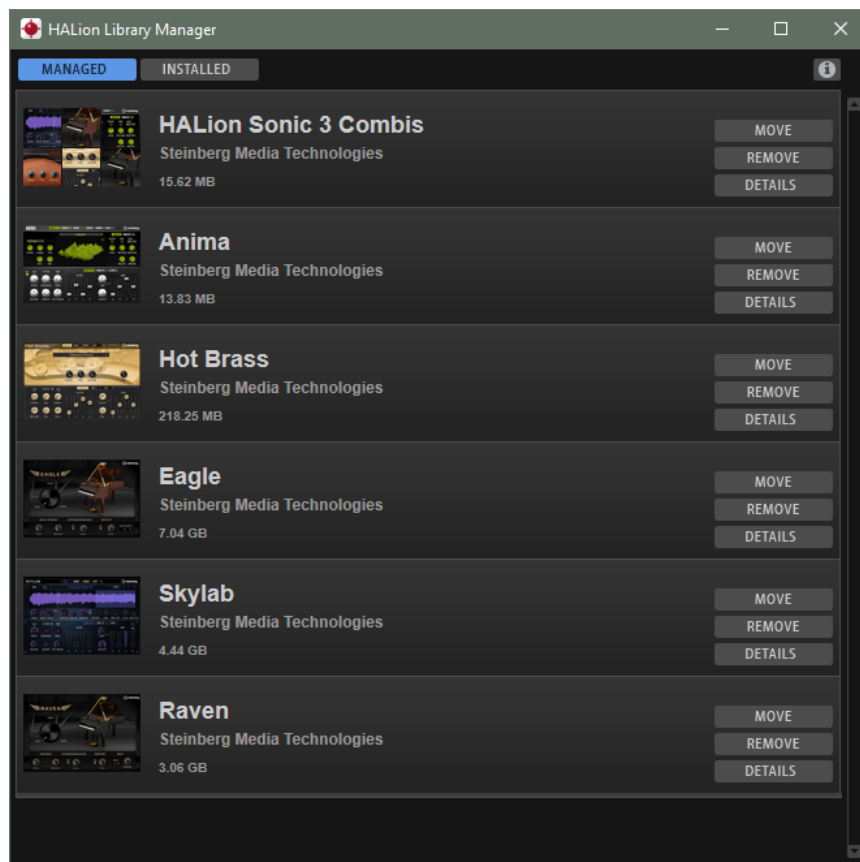 HALion Library Manager
MANAGED
INSTALLED
HALion Sonic 3 Combis
Steinberg Media Technologies
15.62 MB
MOVE
REMOVE
DETAILS
Anima
Steinberg Media Technologies
13.83 MB
MOVE
REMOVE
DETAILS
Hot Brass
Steinberg Media Technologies
218.25 MB
MOVE
REMOVE
DETAILS
EAGLE
Eagle
Steinberg Media Technologies
7.04 GB
MOVE
REMOVE
DETAILS
SKYLAB
Skylab
Steinberg Media Technologies
4.44 GB
MOVE
REMOVE
DETAILS
RAVEN
Raven
Steinberg Media Technologies
3.06 GB
MOVE
REMOVE
DETAILS